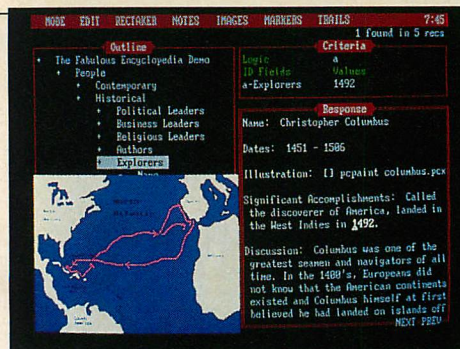 MODE EDIT RECTAKER NOTES IMAGES MARKERS TRAILS 7:45
1 found in 5 recs
Outline
The Fabulous Encyclopedia Demo
People
Contemporary
Historical
Political Leaders
Business Leaders
Religious Leaders
Authors
Explorers
Name
Criteria
Logic a
ID Fields Values
a-Explorers 1492
Response
Name: Christopher Columbus
Dates: 1451 - 1506
Illustration: [] pcpaint columbus.pcx
Significant Accomplishments: Called
the discoverer of America, landed in
the West Indies in 1492.
Discussion: Columbus was one of the
greatest seamen and navigators of all
time. In the 1400's, Europeans did
not know that the American continents
existed and Columbus himself at first
believed he had landed on islands off
NEXT PREV